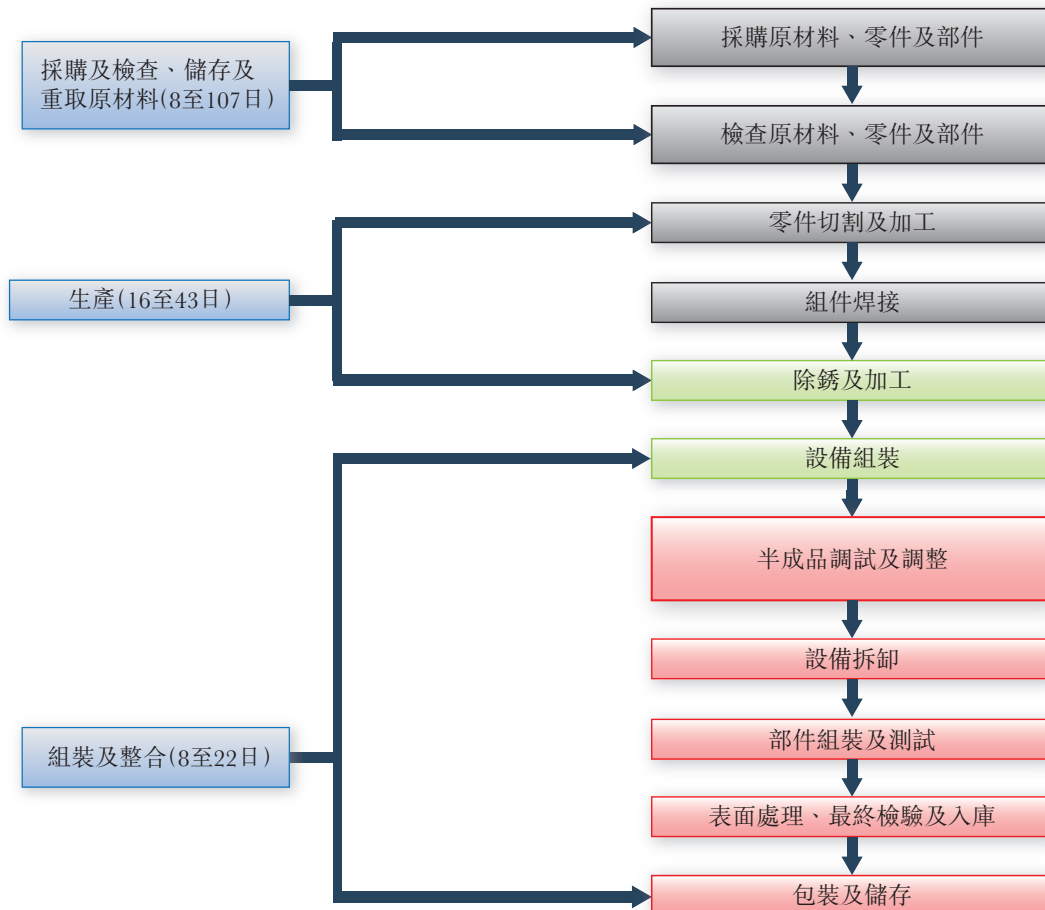 採購及檢查、儲存及
重取原材料(8至107日)
採購原材料、零件及部件
檢查原材料、零件及部件
生產(16至43日)
零件切割及加工
組件焊接
除銹及加工
組裝及整合(8至22日)
設備組裝
半成品調試及調整
設備拆卸
部件組裝及測試
表面處理、最終檢驗及入庫
包裝及儲存